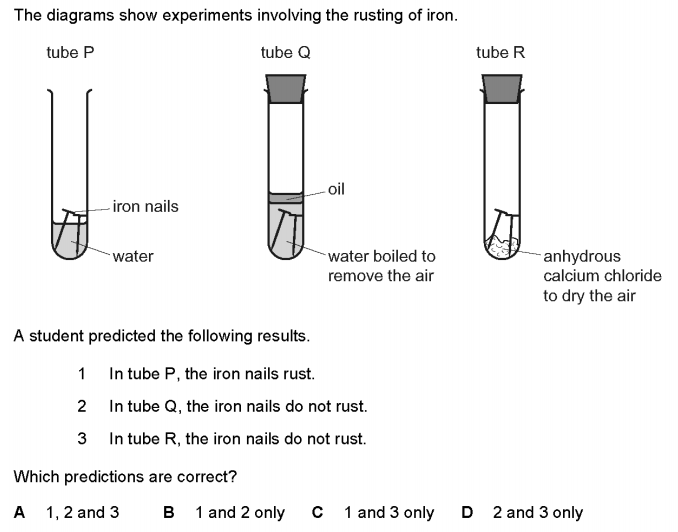 The diagrams show experiments involving the rusting of iron.
tube P tube Q tube R
oil
iron nails
water
water boiled to
remove the air
anhydrous
calcium chloride
to dry the air
A student predicted the following results.
1 In tube P, the iron nails rust.
2 In tube Q, the iron nails do not rust.
3 In tube R, the iron nails do not rust.
Which predictions are correct?
A 1, 2 and 3 B 1 and 2 only C 1 and 3 only D 2 and 3 only